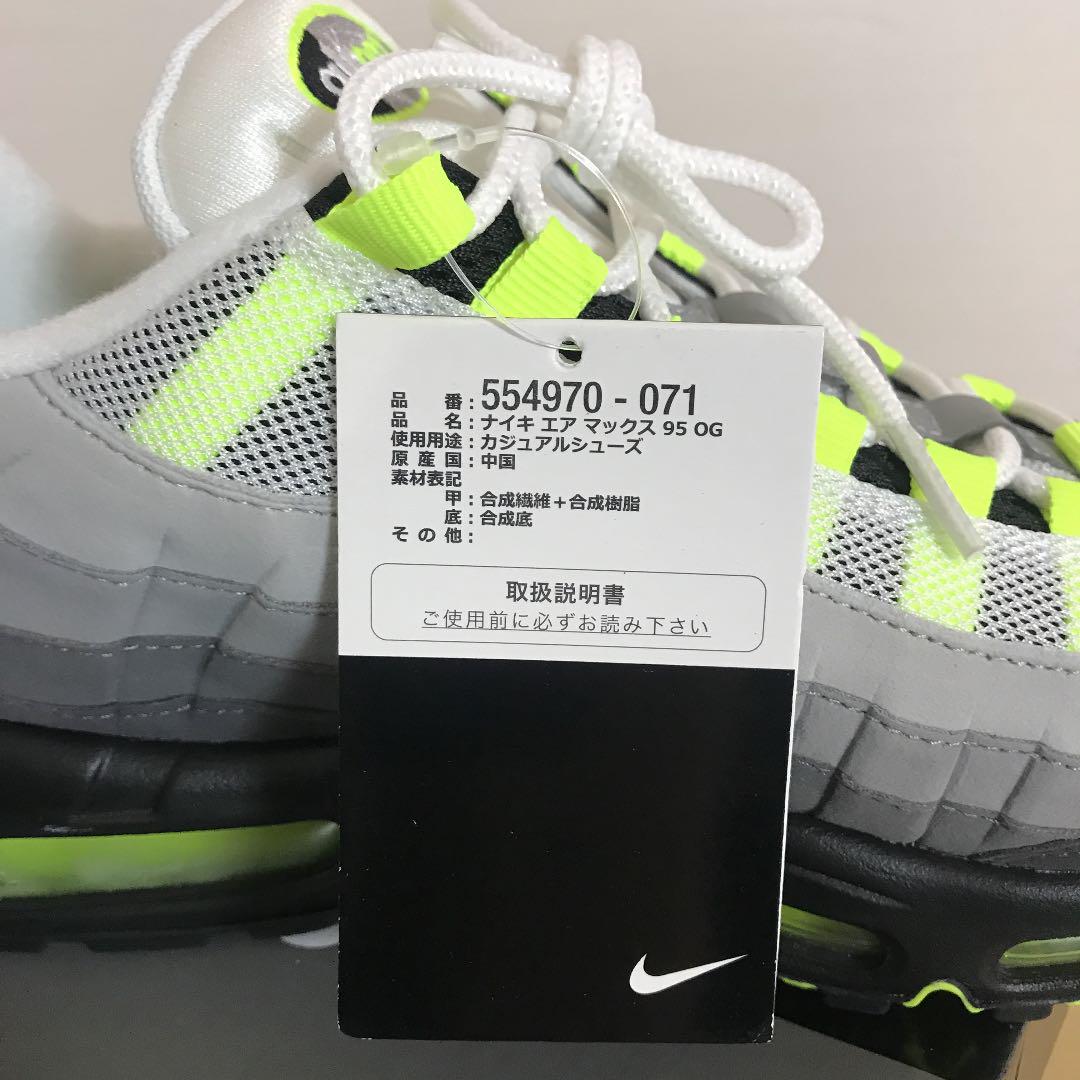 品番：554970 - 071
品名：ナイキ エア マックス 95 OG
使用用途：カジュアルシューズ
原産国：中国
素材表記
甲：合成繊維＋合成樹脂
底：合成底
その他：
取扱説明書
ご使用前に必ずお読み下さい